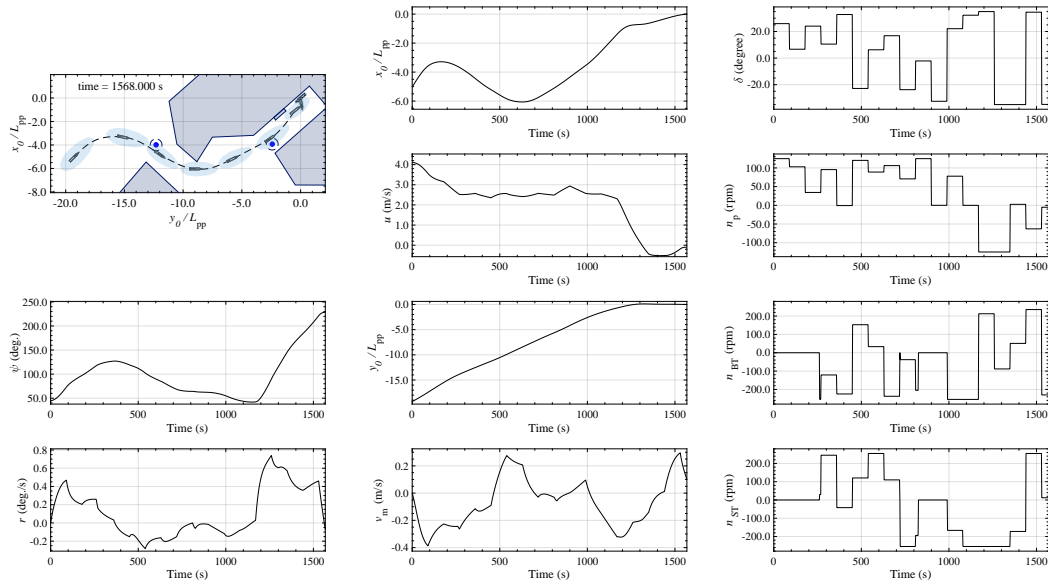 time = 1568.000 s
x₀ / Lpp
0.0
-2.0
-4.0
-6.0
-8.0
-20.0 -15.0 -10.0 -5.0 0.0
y₀ / Lpp
x₀ / Lpp
0.0
-2.0
-4.0
-6.0
0 500 1000 1500
Time (s)
δ (degree)
20.0
0.0
-20.0
0 500 1000 1500
Time (s)
u (m/s)
4.0
3.0
2.0
1.0
0.0
0 500 1000 1500
Time (s)
n p (rpm)
100.0
50.0
0.0
-50.0
-100.0
0 500 1000 1500
Time (s)
ψ (deg.)
250.0
200.0
150.0
100.0
50.0
0 500 1000 1500
Time (s)
y₀ / Lpp
0.0
-5.0
-10.0
-15.0
0 500 1000 1500
Time (s)
n BT (rpm)
200.0
100.0
0.0
-100.0
-200.0
0 500 1000 1500
Time (s)
r (deg./s)
0.8
0.6
0.4
0.2
0.0
-0.2
0 500 1000 1500
Time (s)
v m (m/s)
0.2
0.0
-0.2
-0.4
0 500 1000 1500
Time (s)
n ST (rpm)
200.0
100.0
0.0
-100.0
-200.0
0 500 1000 1500
Time (s)